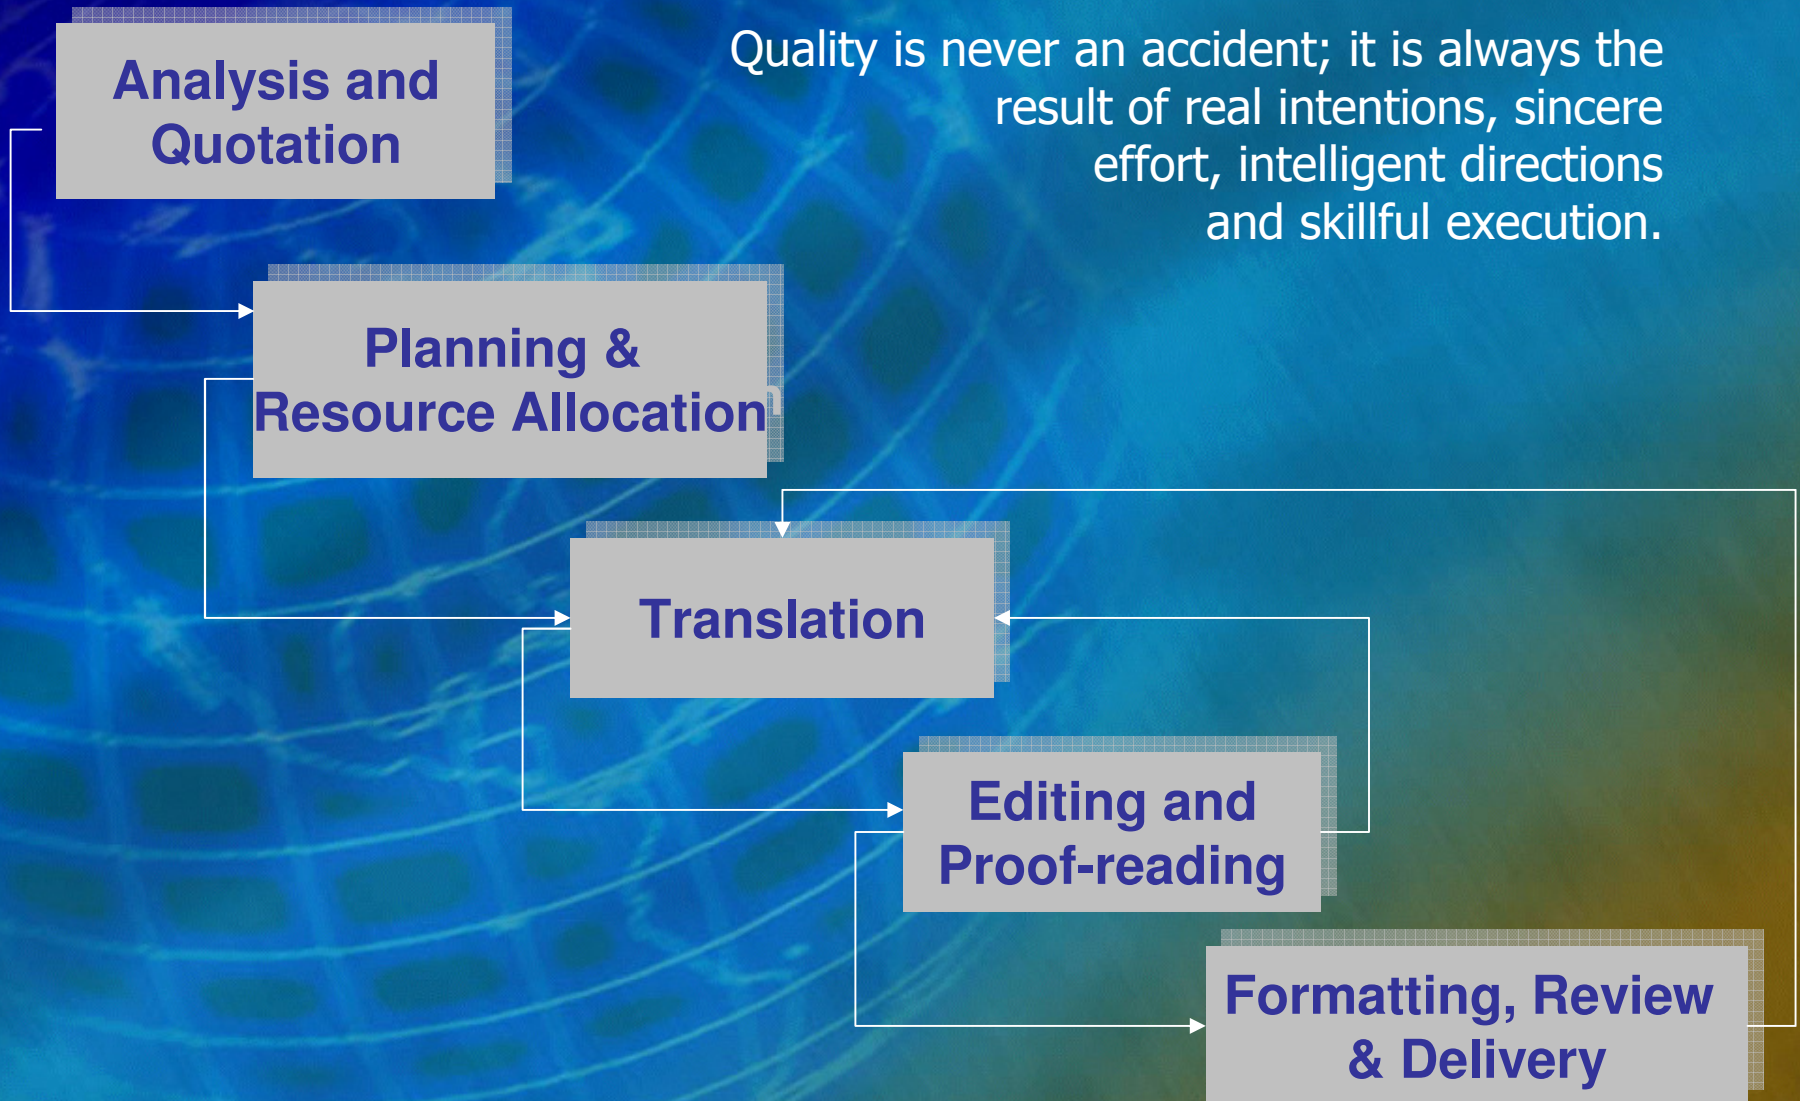 Analysis and
Quotation
Quality is never an accident; it is always the
result of real intentions, sincere
effort, intelligent directions
and skillful execution.
Planning &
Resource Allocation
Translation
Editing and
Proof-reading
Formatting, Review
& Delivery